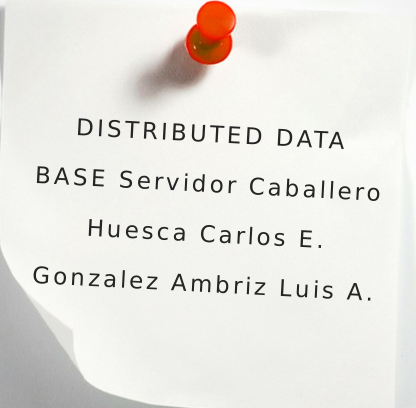 DISTRIBUTED DATA
BASE Servidor Caballero
Huesca Carlos E.
Gonzalez Ambriz Luis A.